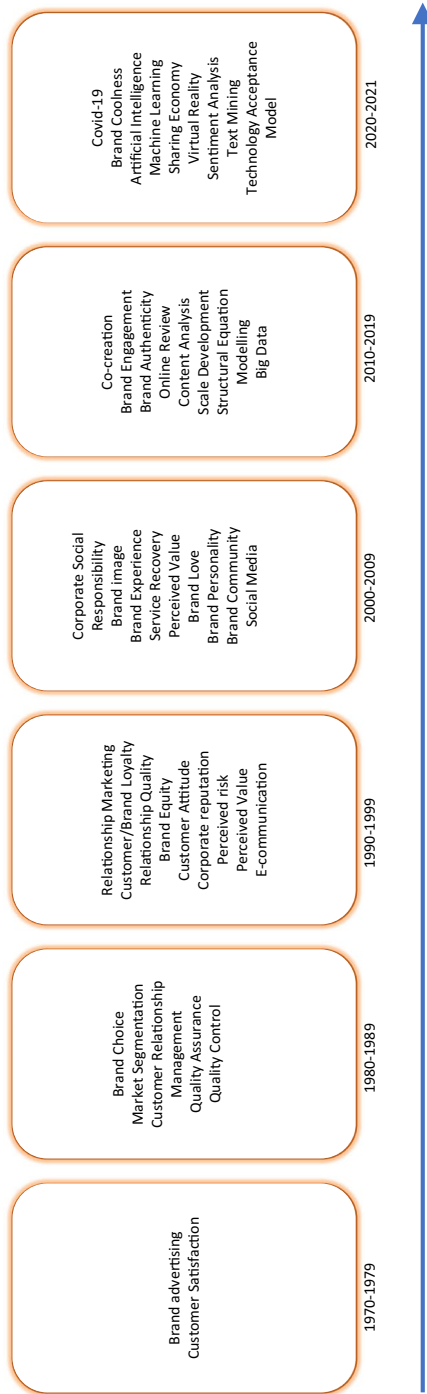 Brand advertising
Customer Satisfaction
1970-1979
Brand Choice
Market Segmentation
Customer Relationship
Management
Quality Assurance
Quality Control
1980-1989
Relationship Marketing
Customer/Brand Loyalty
Relationship Quality
Brand Equity
Customer Attitude
Corporate reputation
Perceived risk
Perceived Value
E-communication
1990-1999
Corporate Social
Responsibility
Brand image
Brand Experience
Service Recovery
Perceived Value
Brand Love
Brand Personality
Brand Community
Social Media
2000-2009
Co-creation
Brand Engagement
Brand Authenticity
Online Review
Content Analysis
Scale Development
Structural Equation
Modelling
Big Data
2010-2019
Covid-19
Brand Coolness
Artificial Intelligence
Machine Learning
Sharing Economy
Virtual Reality
Sentiment Analysis
Text Mining
Technology Acceptance
Model
2020-2021